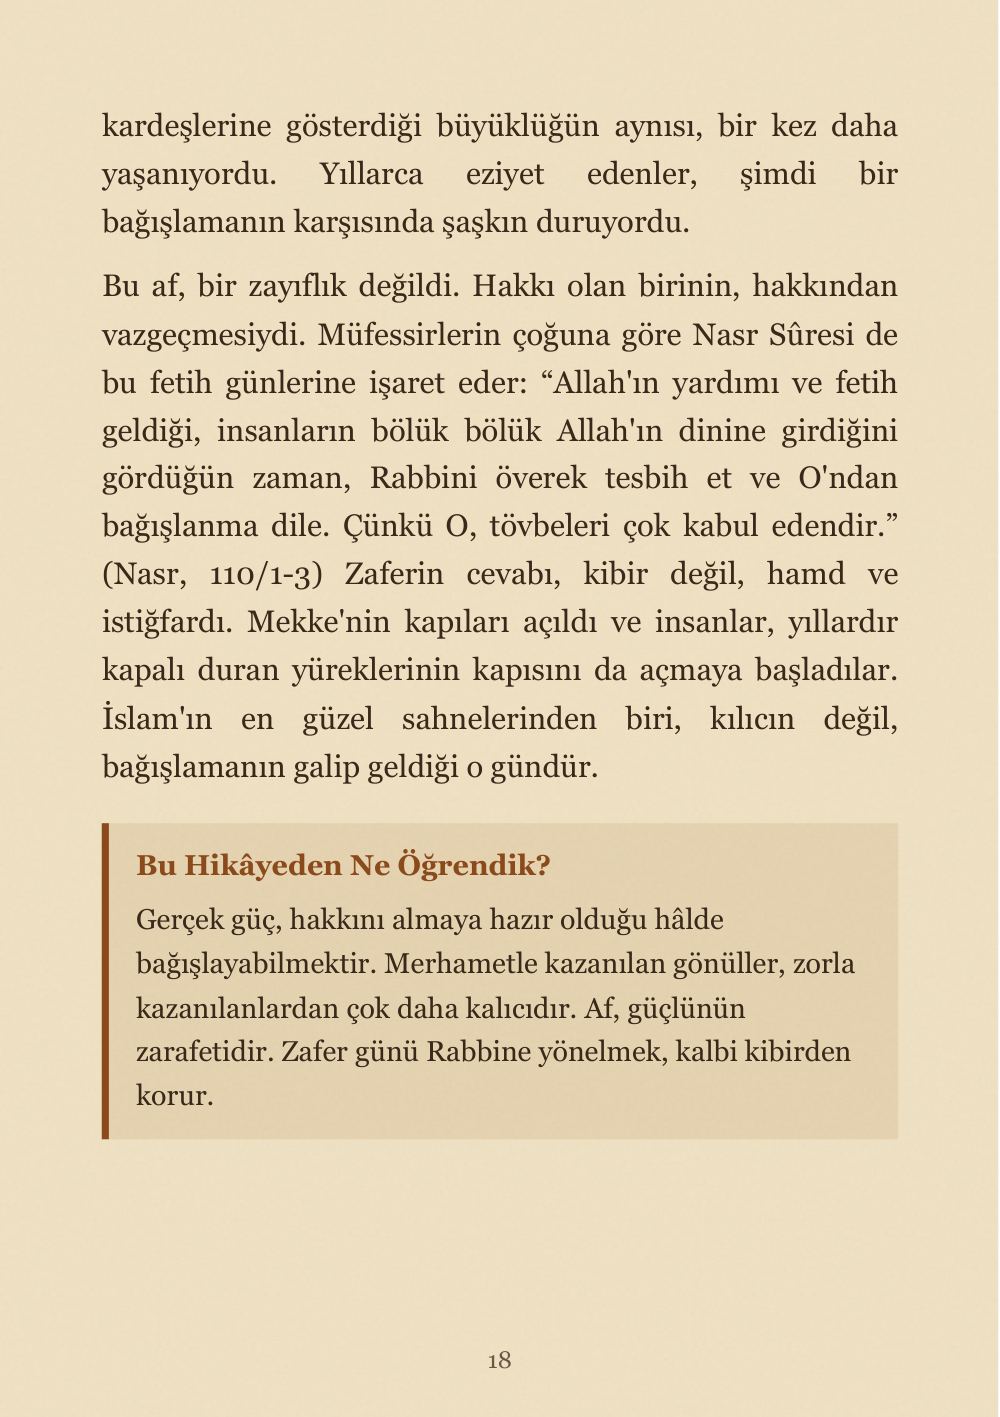 kardeşlerine gösterdiği büyüklüğün aynısı, bir kez daha
yaşanıyordu. Yıllarca eziyet edenler, şimdi bir
bağışlamanın karşısında şaşkın duruyordu.
Bu af, bir zayıflık değildi. Hakkı olan birinin, hakkından
vazgeçmesiydi. Müfessirlerin çoğuna göre Nasr Sûresi de
bu fetih günlerine işaret eder: “Allah'ın yardımı ve fetih
geldiği, insanların bölük bölük Allah'ın dinine girdiğini
gördüğün zaman, Rabbini överek tesbih et ve O'ndan
bağışlanma dile. Çünkü O, tövbeleri çok kabul edendir.”
(Nasr, 110/1-3) Zaferin cevabı, kibir değil, hamd ve
istiğfardı. Mekke'nin kapıları açıldı ve insanlar, yıllardır
kapalı duran yüreklerinin kapısını da açmaya başladılar.
İslam'ın en güzel sahnelerinden biri, kılıcın değil,
bağışlamanın galip geldiği o gündür.
Bu Hikâyeden Ne Öğrendik?
Gerçek güç, hakkını almaya hazır olduğu hâlde
bağışlayabilmektir. Merhametle kazanılan gönüller, zorla
kazanılanlardan çok daha kalıcıdır. Af, güçlünün
zarafetidir. Zafer günü Rabbine yönelmek, kalbi kibirden
korur.
18